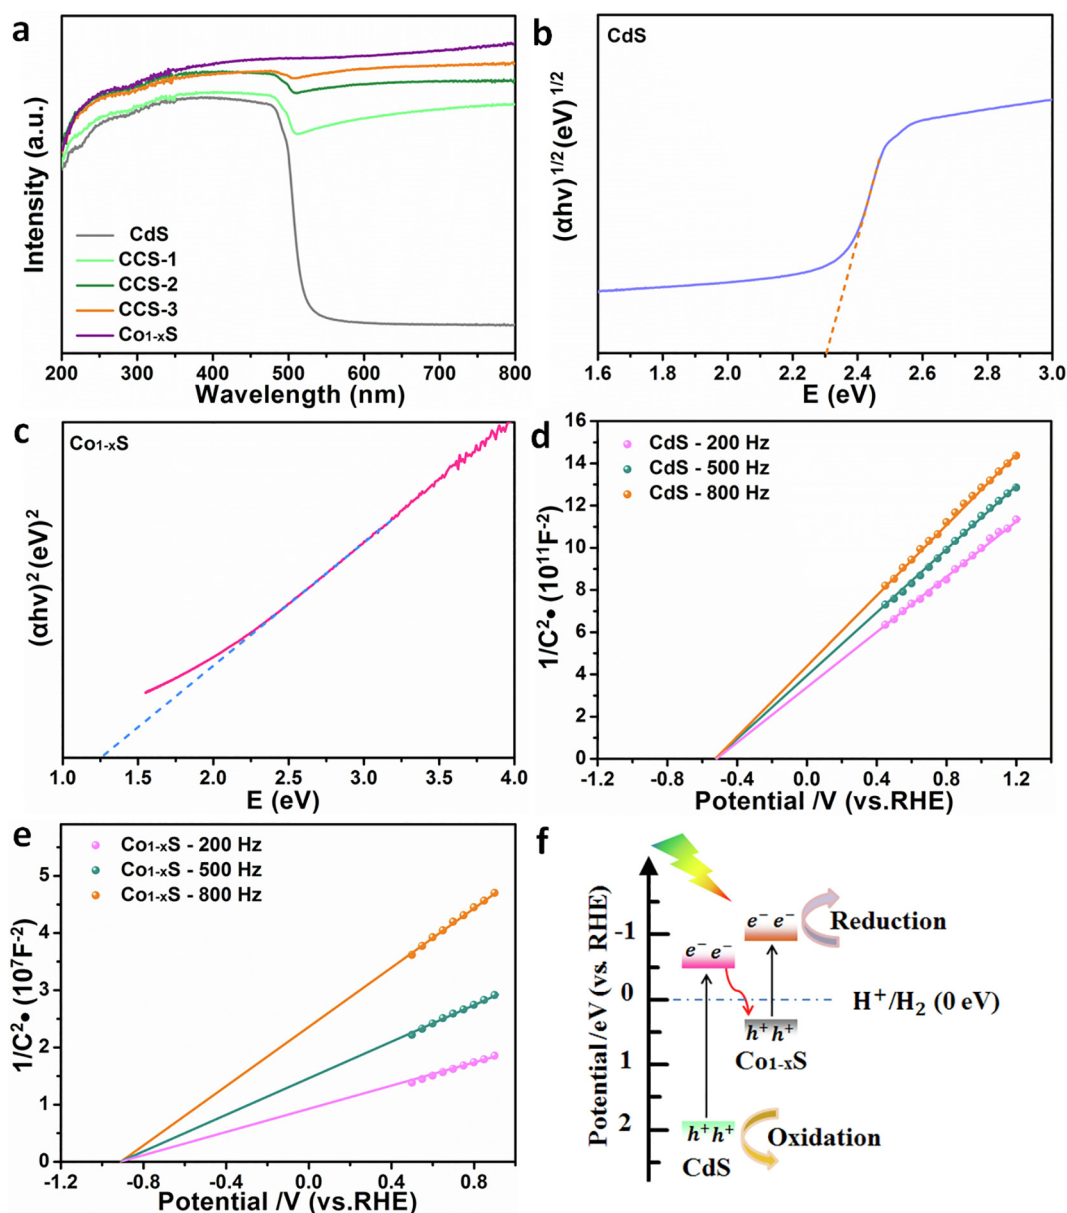 a
Intensity (a.u.)
CdS
CCS-1
CCS-2
CCS-3
Co1-xS
200 300 400 500 600 700 800
Wavelength (nm)
b
CdS
(αhν)1/2 (eV)1/2
1.6 1.8 2.0 2.2 2.4 2.6 2.8 3.0
E (eV)
c
Co1-xS
(αhν)2 (eV)2
1.0 1.5 2.0 2.5 3.0 3.5 4.0
E (eV)
d
CdS - 200 Hz
CdS - 500 Hz
CdS - 800 Hz
1/C2• (1011F-2)
16
14
12
10
8
6
4
2
0
-1.2 -0.8 -0.4 0.0 0.4 0.8 1.2
Potential /V (vs.RHE)
e
Co1-xS - 200 Hz
Co1-xS - 500 Hz
Co1-xS - 800 Hz
1/C2• (107F-2)
5
4
3
2
1
0
-1.2 -0.8 -0.4 0.0 0.4 0.8
Potential /V (vs.RHE)
f
Potential /eV (vs. RHE)
-1
0
1
2
e− e−
Reduction
e− e−
H+/H2 (0 eV)
h+ h+
Co1-xS
h+ h+
Oxidation
CdS